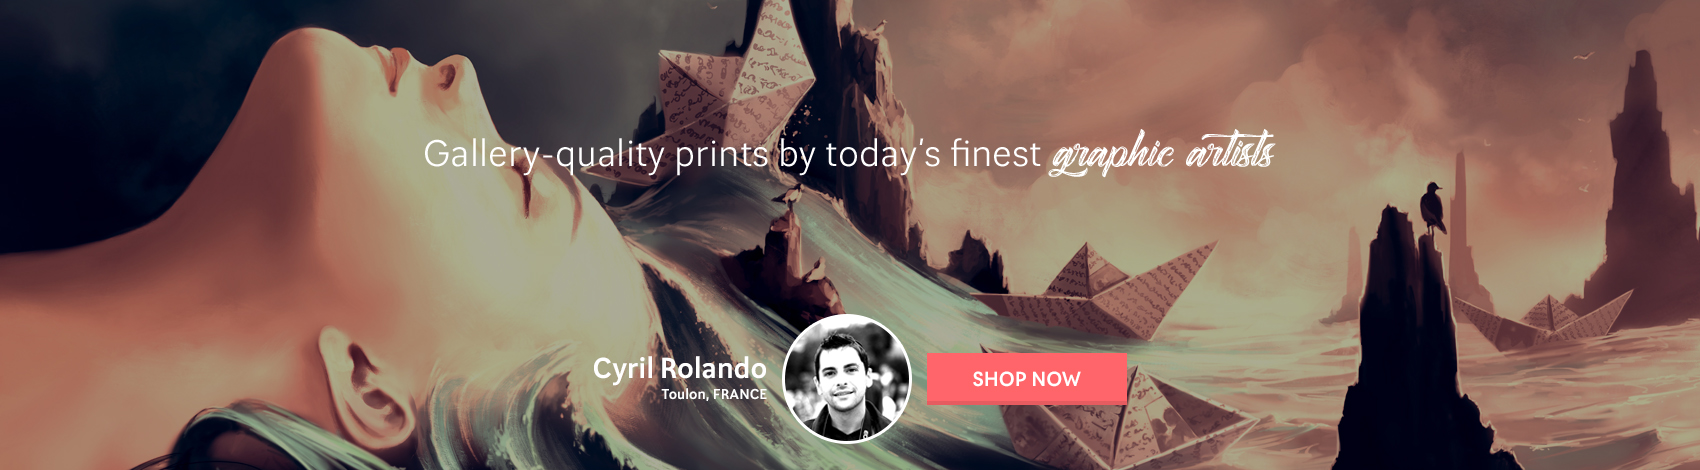 Gallery-quality prints by today's finest graphic artists
Cyril Rolando
Toulon, FRANCE
SHOP NOW